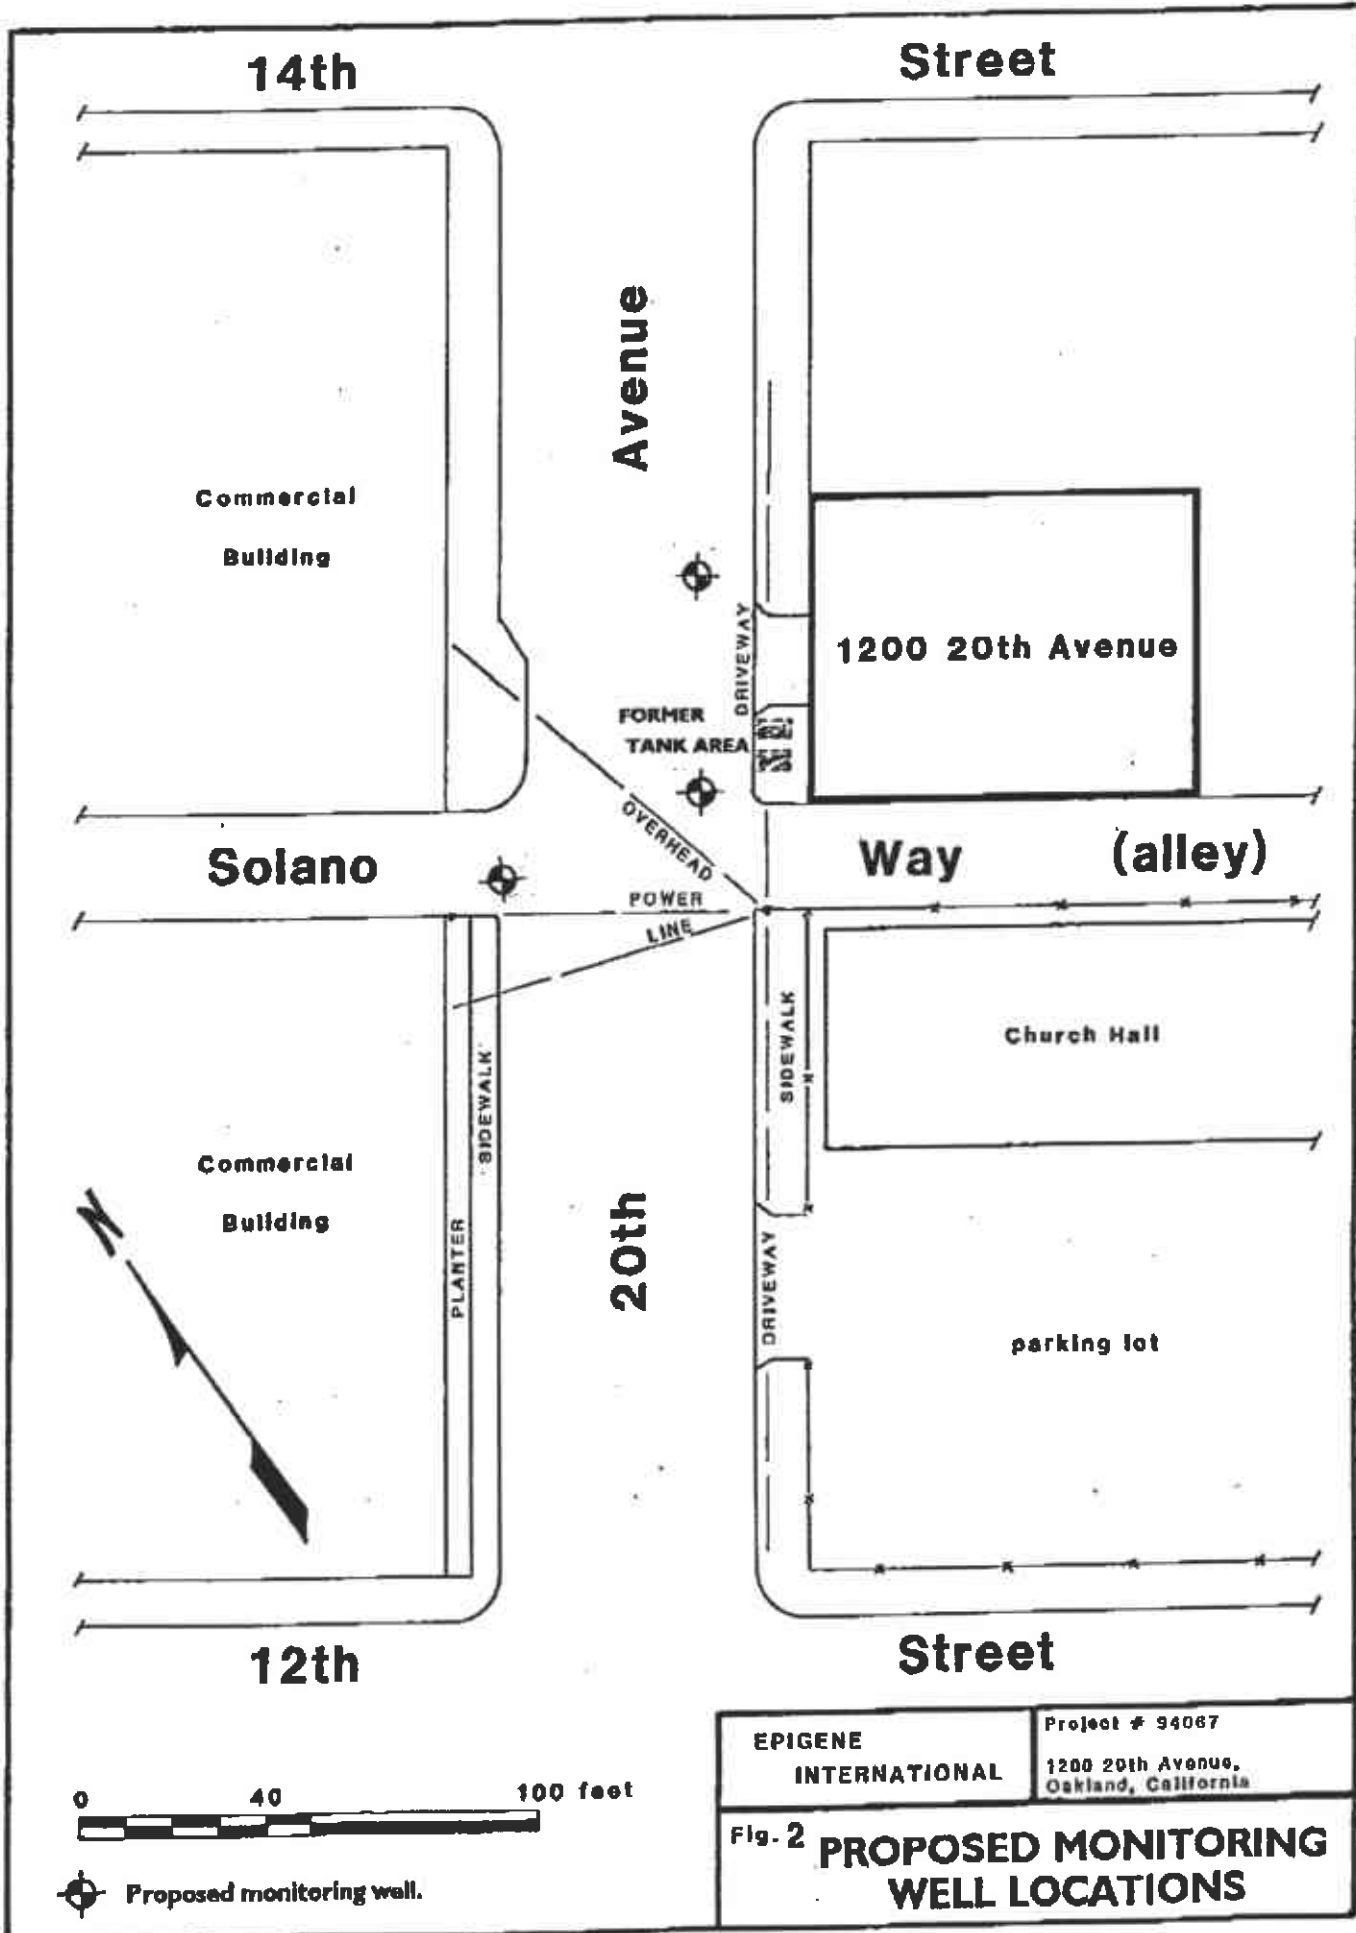 14th Street
Avenue
Commercial
Building
DRIVEWAY
1200 20th Avenue
FORMER
TANK AREA
OVERHEAD
Solano Way (alley)
POWER
LINE
SIDEWALK
Church Hall
SIDEWALK
Commercial
Building
PLANTER
20th
DRIVEWAY
parking lot
N
12th Street
EPIGENE
INTERNATIONAL
Project # 94067
1200 20th Avenue,
Oakland, California
0 40 100 feet
Fig. 2 PROPOSED MONITORING
WELL LOCATIONS
Proposed monitoring well.